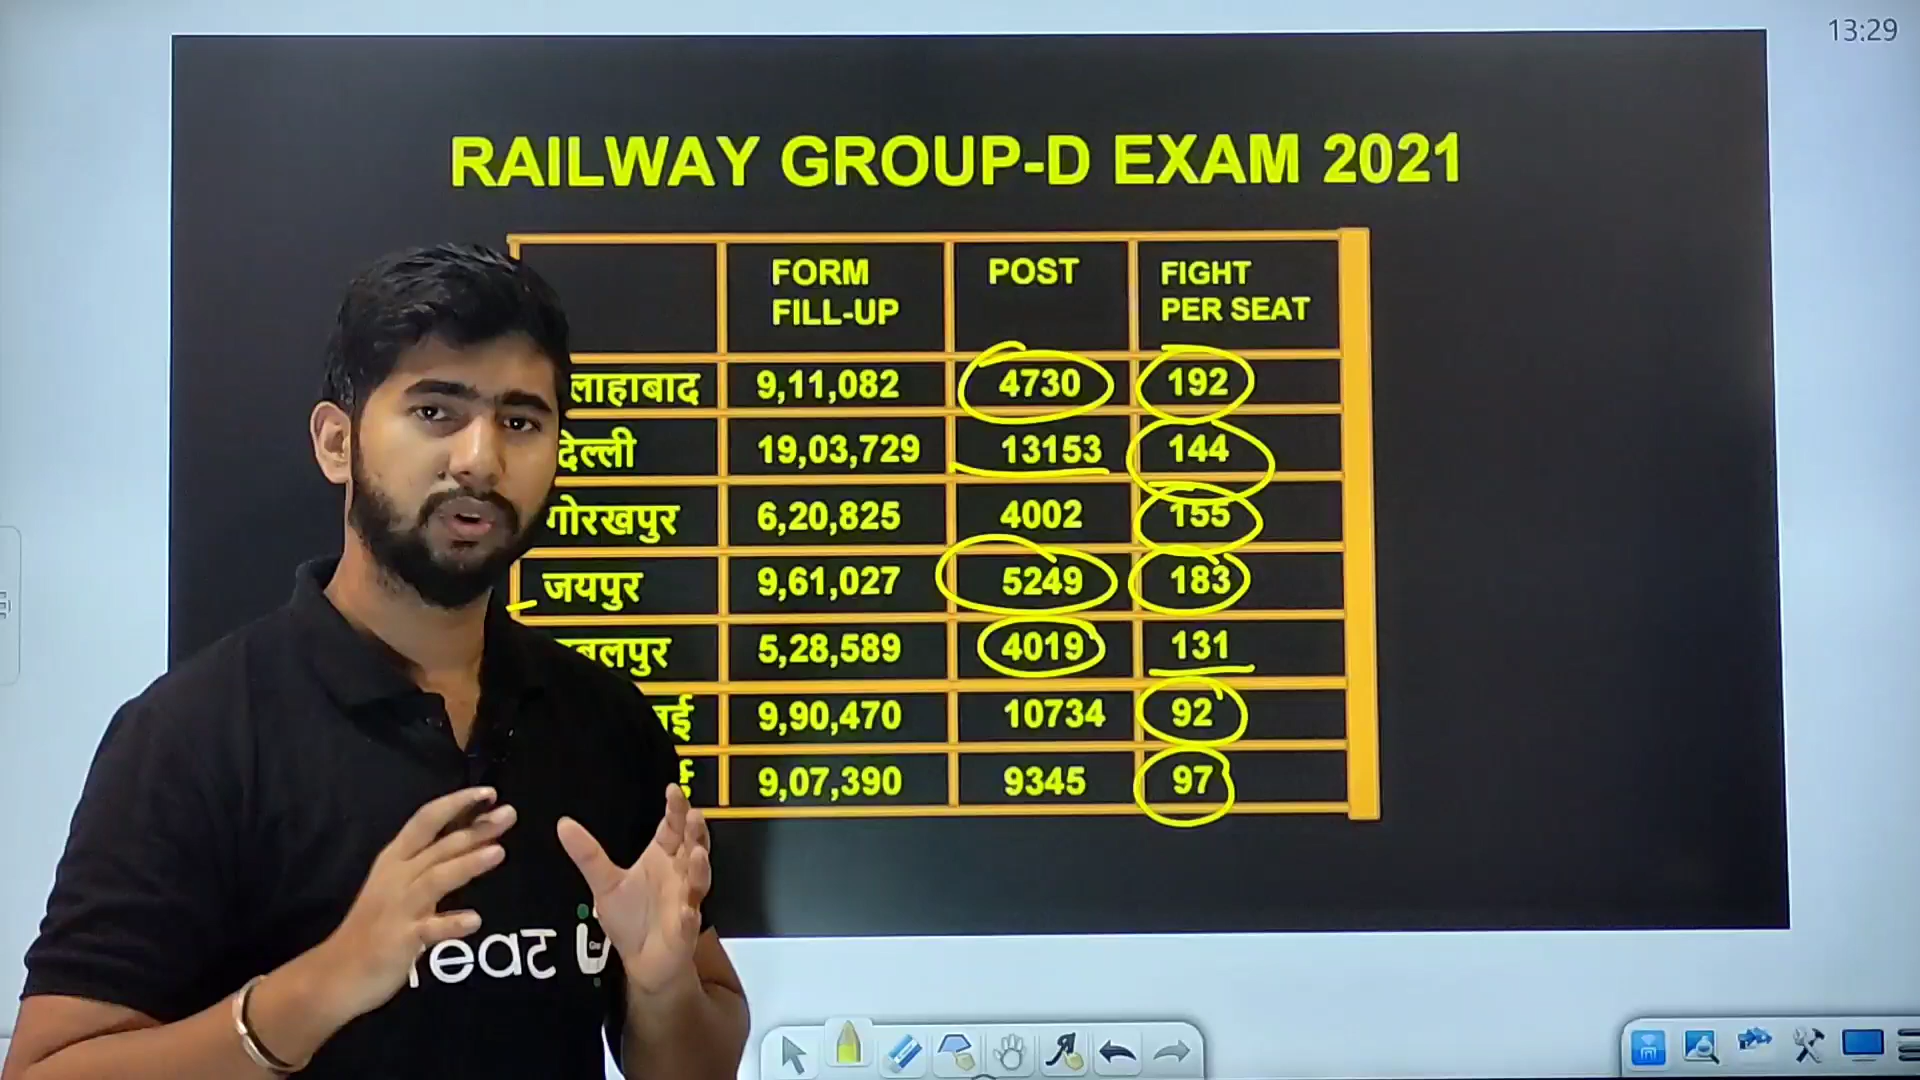 13:29
RAILWAY GROUP-D EXAM 2021
FORM FILL-UP POST FIGHT PER SEAT
लाहाबाद 9,11,082 4730 192
दिल्ली 19,03,729 13153 144
गोरखपुर 6,20,825 4002 155
जयपुर 9,61,027 5249 183
बलपुर 5,28,589 4019 131
9,90,470 10734 92
9,07,390 9345 97